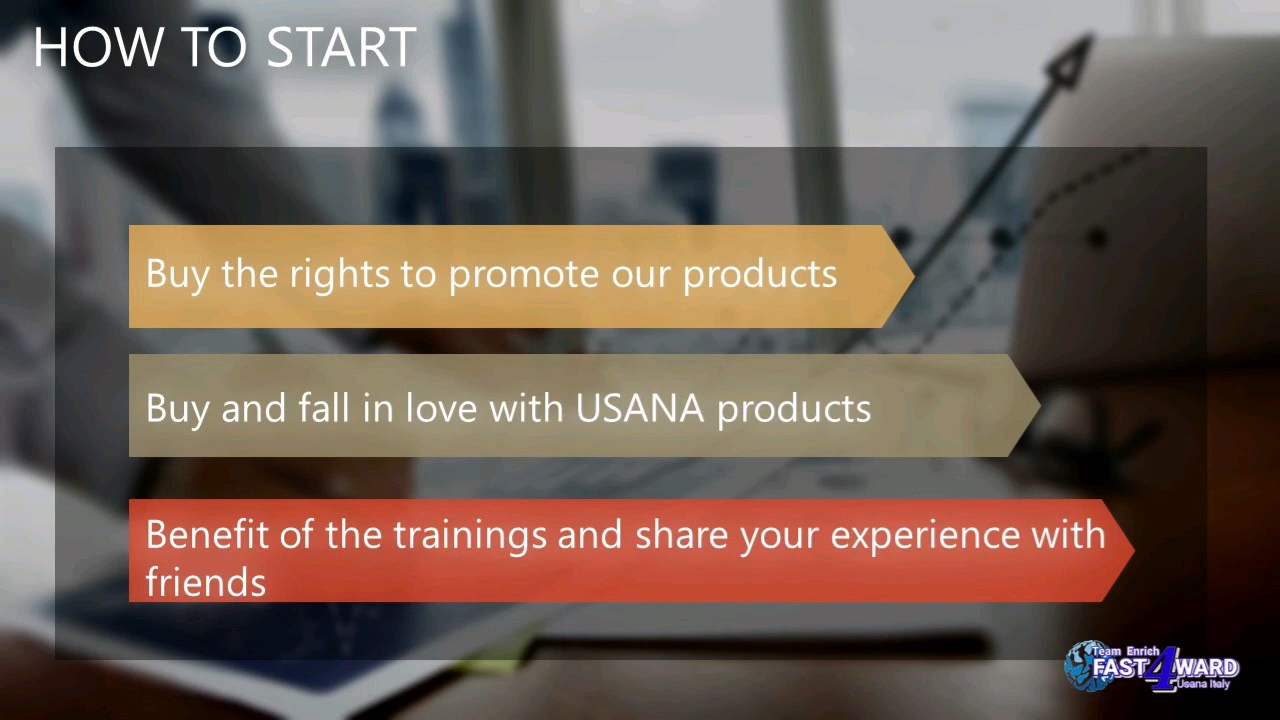 HOW TO START
Buy the rights to promote our products
Buy and fall in love with USANA products
Benefit of the trainings and share your experience with
friends
Team Enrich
FAST4WARD
Usana Italy